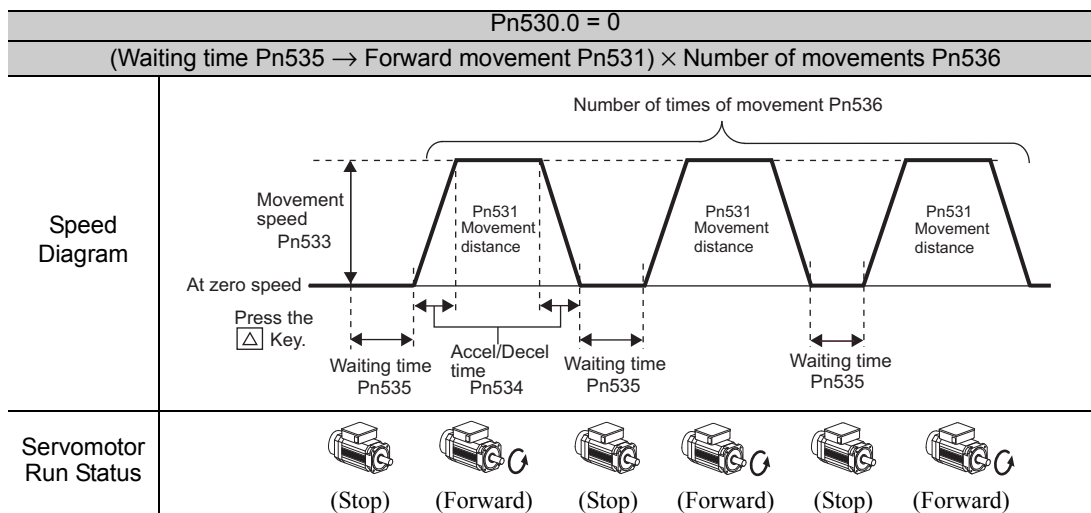 Pn530.0 = 0
(Waiting time Pn535 → Forward movement Pn531) × Number of movements Pn536
Speed
Diagram
Number of times of movement Pn536
Movement
speed
Pn533
Pn531
Movement
distance
Pn531
Movement
distance
Pn531
Movement
distance
At zero speed
Press the
△ Key.
Waiting time
Pn535
Accel/Decel
time
Pn534
Waiting time
Pn535
Waiting time
Pn535
Servomotor
Run Status
(Stop) (Forward) (Stop) (Forward) (Stop) (Forward)